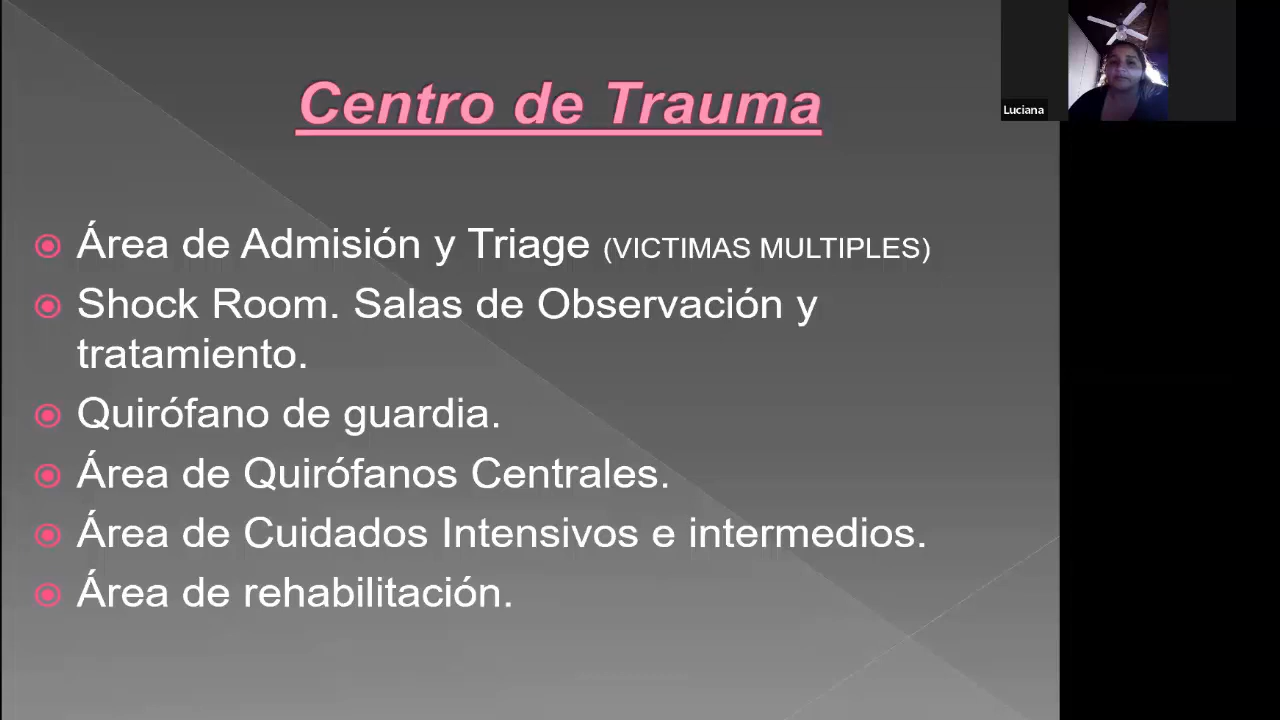 Centro de Trauma
Luciana
Área de Admisión y Triage (VICTIMAS MULTIPLES)
Shock Room. Salas de Observación y
tratamiento.
Quirófano de guardia.
Área de Quirófanos Centrales.
Área de Cuidados Intensivos e intermedios.
Área de rehabilitación.